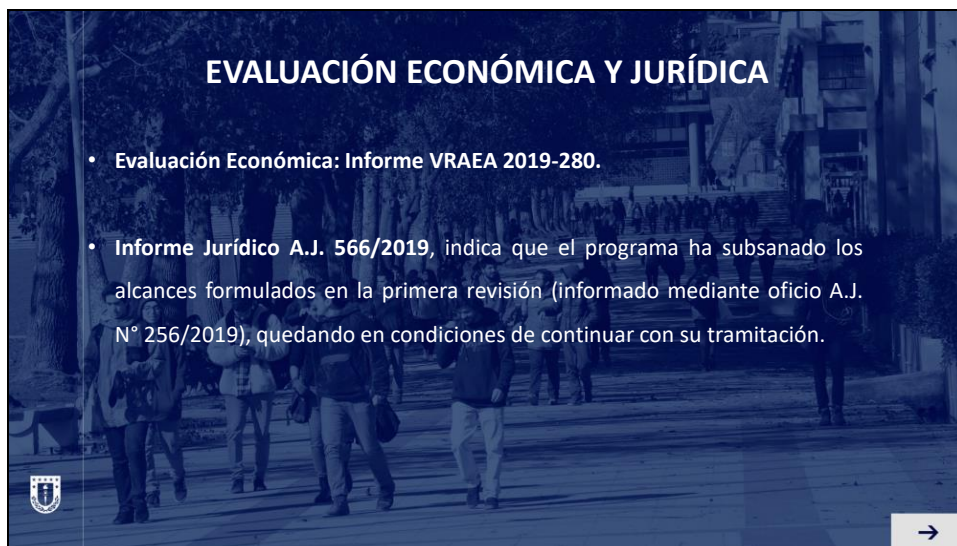 EVALUACIÓN ECONÓMICA Y JURÍDICA
• Evaluación Económica: Informe VRAEA 2019-280.
• Informe Jurídico A.J. 566/2019, indica que el programa ha subsanado los
alcances formulados en la primera revisión (informado mediante oficio A.J.
N° 256/2019), quedando en condiciones de continuar con su tramitación.